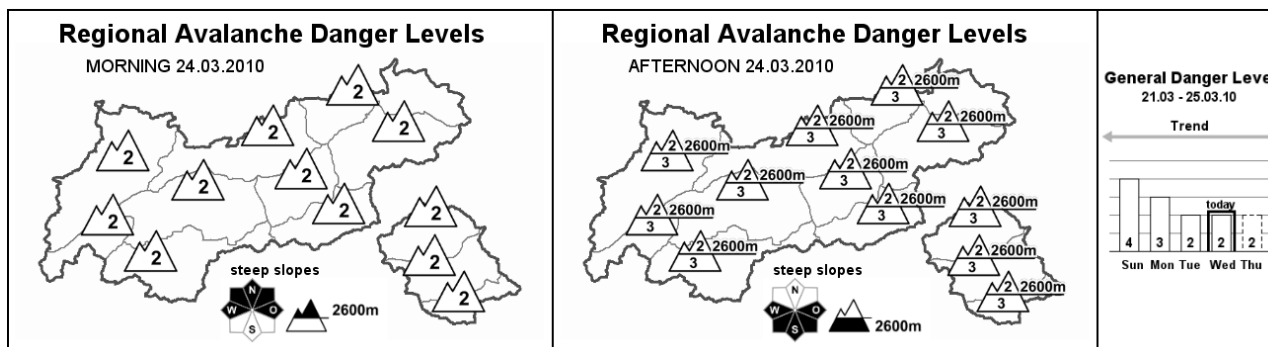 Regional Avalanche Danger Levels
MORNING 24.03.2010
2
2
2
2
2
2
2
2
2
2
2
2
steep slopes
N
W O
S
2600m
Regional Avalanche Danger Levels
AFTERNOON 24.03.2010
2 2600m
3
2 2600m
3
2 2600m
3
2 2600m
3
2 2600m
3
2 2600m
3
2 2600m
3
2 2600m
3
2 2600m
3
2 2600m
3
2 2600m
3
2 2600m
3
steep slopes
N
W O
S
2600m
General Danger Leve
21.03 - 25.03.10
Trend
today
4 3 2 2 2
Sun Mon Tue Wed Thu